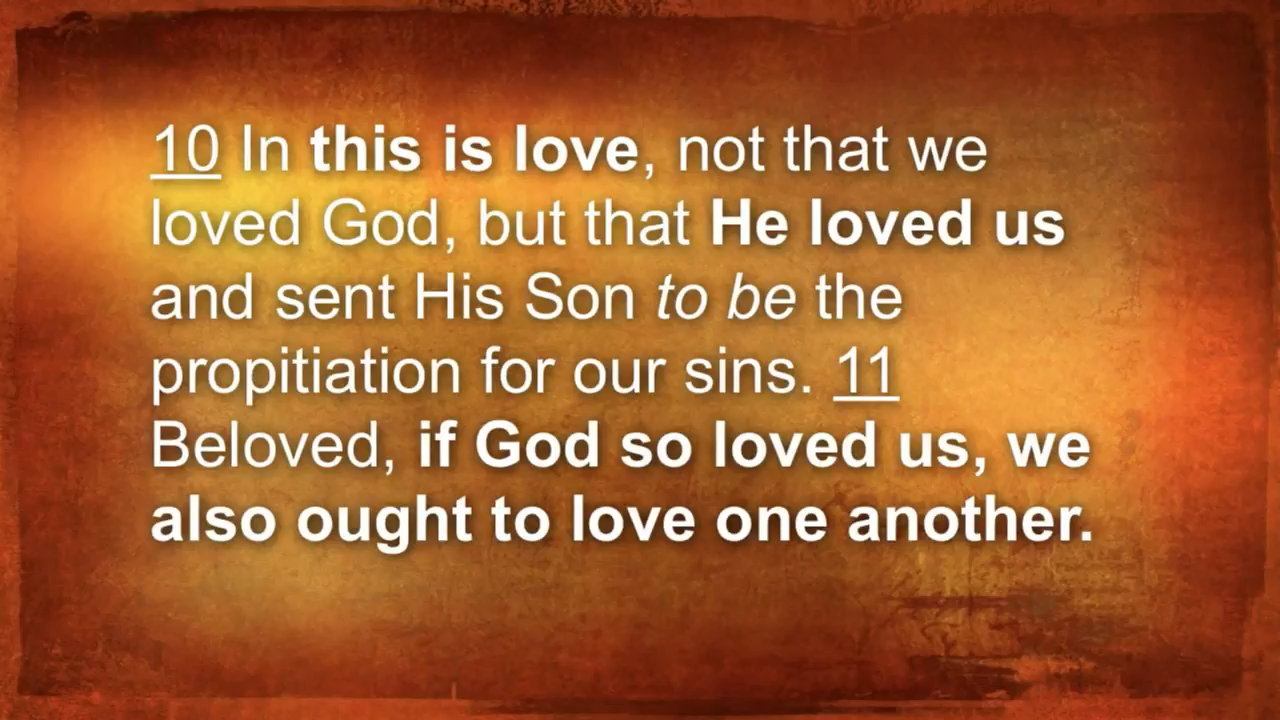 10 In this is love, not that we
loved God, but that He loved us
and sent His Son to be the
propitiation for our sins. 11
Beloved, if God so loved us, we
also ought to love one another.